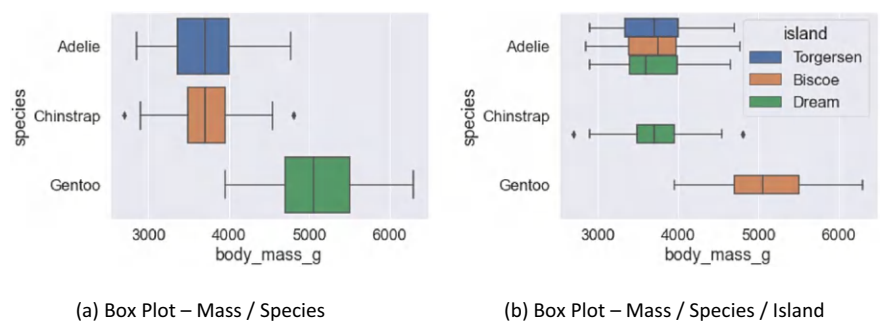 Adelie
Chinstrap
Gentoo
species
3000 4000 5000 6000
body_mass_g
(a) Box Plot – Mass / Species
Adelie
Chinstrap
Gentoo
species
island
Torgersen
Biscoe
Dream
3000 4000 5000 6000
body_mass_g
(b) Box Plot – Mass / Species / Island